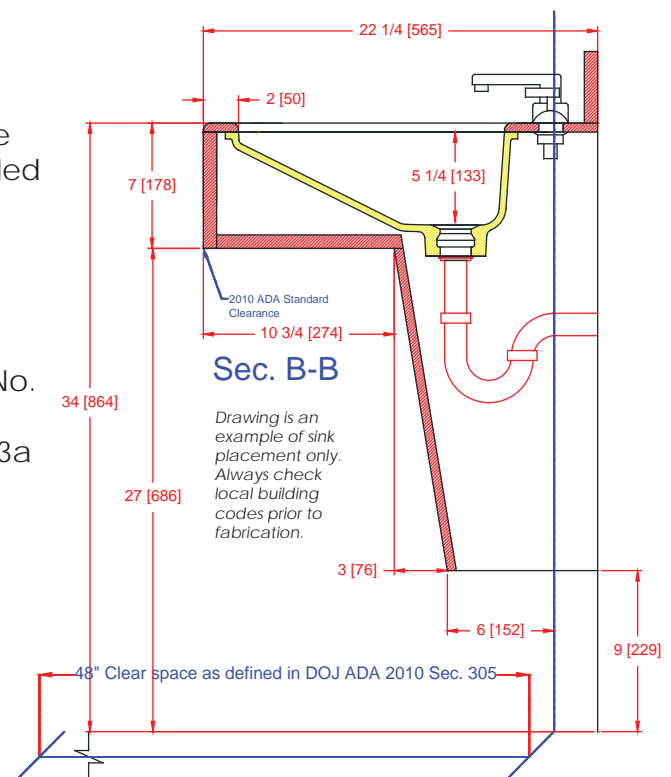 22 1/4 [565]
2 [50]
e
led
7 [178]
5 1/4 [133]
2010 ADA Standard
Clearance
10 3/4 [274]
Sec. B-B
No.
34 [864]
Drawing is an
example of sink
placement only.
Always check
local building
codes prior to
fabrication.
ßa
27 [686]
3 [76]
6 [152]
9 [229]
48" Clear space as defined in DOJ ADA 2010 Sec. 305